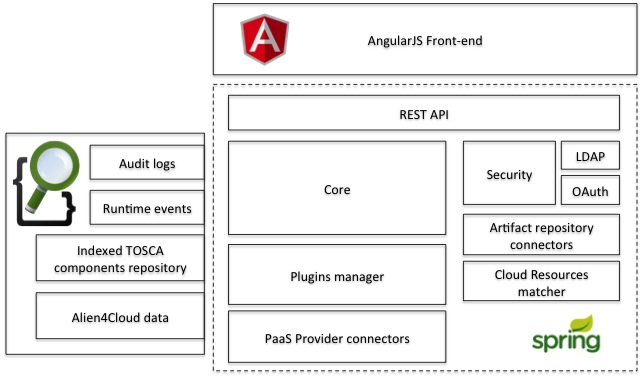 A
AngularJS Front-end
REST API
Audit logs
Runtime events
Indexed TOSCA
components repository
Alien4Cloud data
Core
Plugins manager
PaaS Provider connectors
Security
LDAP
OAuth
Artifact repository
connectors
Cloud Resources
matcher
spring